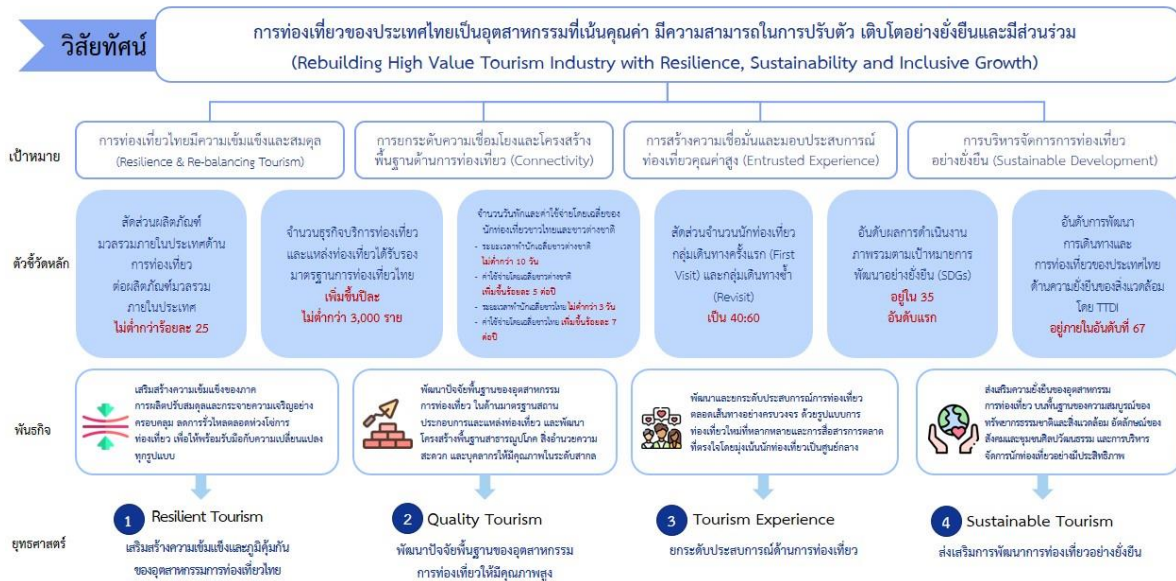 วิสัยทัศน์
การท่องเที่ยวของประเทศไทยเป็นอุตสาหกรรมที่เน้นคุณค่า มีความสามารถในการปรับตัว เติบโตอย่างยั่งยืนและมีส่วนร่วม
(Rebuilding High Value Tourism Industry with Resilience, Sustainability and Inclusive Growth)
เป้าหมาย
การท่องเที่ยวไทยมีความเข้มแข็งและสมดุล
(Resilience & Re-balancing Tourism)
การยกระดับความเชื่อมโยงและโครงสร้าง
พื้นฐานด้านการท่องเที่ยว (Connectivity)
การสร้างความเชื่อมั่นและมอบประสบการณ์
ท่องเที่ยวคุณค่าสูง (Entrusted Experience)
การบริหารจัดการการท่องเที่ยว
อย่างยั่งยืน (Sustainable Development)
ตัวชี้วัดหลัก
สัดส่วนผลิตภัณฑ์
มวลรวมภายในประเทศด้าน
การท่องเที่ยว
ต่อผลิตภัณฑ์มวลรวม
ภายในประเทศ
ไม่ต่ำกว่าร้อยละ 25
จำนวนธุรกิจบริการท่องเที่ยว
และแหล่งท่องเที่ยวได้รับรอง
มาตรฐานการท่องเที่ยวไทย
เพิ่มขึ้นปีละ
ไม่ต่ำกว่า 3,000 ราย
จำนวนวันพักและค่าใช้จ่ายโดยเฉลี่ยของ
นักท่องเที่ยวชาวไทยและชาวต่างชาติ
- ระยะเวลาพำนักเฉลี่ยชาวต่างชาติ
ไม่ต่ำกว่า 10 วัน
- ค่าใช้จ่ายโดยเฉลี่ยชาวต่างชาติ
เพิ่มขึ้นร้อยละ 5 ต่อปี
- ระยะเวลาพำนักเฉลี่ยชาวไทย ไม่ต่ำกว่า 3 วัน
- ค่าใช้จ่ายโดยเฉลี่ยชาวไทย เพิ่มขึ้นร้อยละ 7
ต่อปี
สัดส่วนจำนวนนักท่องเที่ยว
กลุ่มเดินทางครั้งแรก (First
Visit) และกลุ่มเดินทางซ้ำ
(Revisit)
เป็น 40:60
อันดับผลการดำเนินงาน
ภาพรวมตามเป้าหมายการ
พัฒนาอย่างยั่งยืน (SDGs)
อยู่ใน 35
อันดับแรก
อันดับการพัฒนา
การเดินทางและ
การท่องเที่ยวของประเทศไทย
ด้านความยั่งยืนของสิ่งแวดล้อม
โดย TTDI
อยู่ภายในอันดับที่ 67
พันธกิจ
เสริมสร้างความเข้มแข็งของภาค
การผลิตปรับสมดุลและกระจายความเจริญอย่าง
ครอบคลุม ลดการรั่วไหลตลอดห่วงโซ่การ
ท่องเที่ยว เพื่อให้พร้อมรับมือกับความเปลี่ยนแปลง
ทุกรูปแบบ
พัฒนาปัจจัยพื้นฐานของอุตสาหกรรม
การท่องเที่ยว ในด้านมาตรฐานสถาน
ประกอบการและแหล่งท่องเที่ยว และพัฒนา
โครงสร้างพื้นฐานสาธารณูปโภค สิ่งอำนวยความ
สะดวก และบุคลากรให้มีคุณภาพในระดับสากล
พัฒนาและยกระดับประสบการณ์การท่องเที่ยว
ตลอดเส้นทางอย่างครบวงจร ด้วยรูปแบบการ
ท่องเที่ยวใหม่ที่หลากหลายและการสื่อสารการตลาด
ที่ตรงใจโดยมุ่งเน้นนักท่องเที่ยวเป็นศูนย์กลาง
ส่งเสริมความยั่งยืนของอุตสาหกรรม
การท่องเที่ยว บนพื้นฐานของความสมบูรณ์ของ
ทรัพยากรธรรมชาติและสิ่งแวดล้อม อัตลักษณ์ของ
สังคมและชุมชนศิลปวัฒนธรรม และการบริหาร
จัดการนักท่องเที่ยวอย่างมีประสิทธิภาพ
ยุทธศาสตร์
1 Resilient Tourism
เสริมสร้างความเข้มแข็งและภูมิคุ้มกัน
ของอุตสาหกรรมการท่องเที่ยวไทย
2 Quality Tourism
พัฒนาปัจจัยพื้นฐานของอุตสาหกรรม
การท่องเที่ยวให้มีคุณภาพสูง
3 Tourism Experience
ยกระดับประสบการณ์ด้านการท่องเที่ยว
4 Sustainable Tourism
ส่งเสริมการพัฒนาการท่องเที่ยวอย่างยั่งยืน